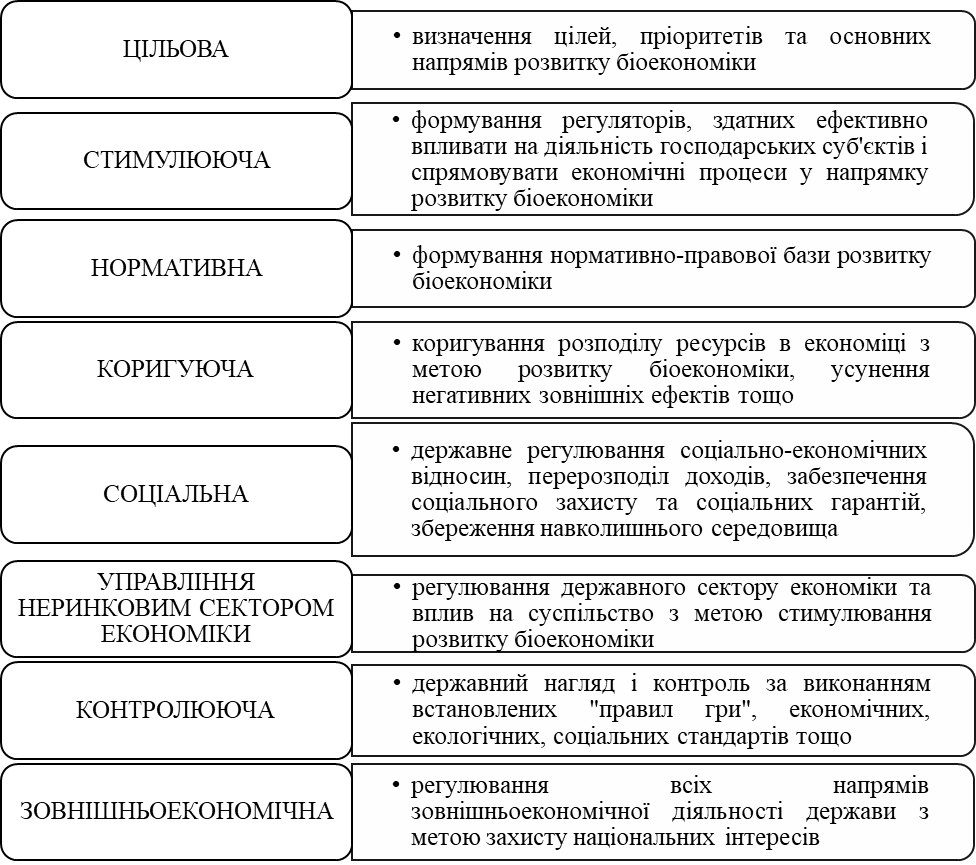 ЦІЛЬОВА
• визначення цілей, пріоритетів та основних
напрямів розвитку біоекономіки
СТИМУЛЮЮЧА
• формування регуляторів, здатних ефективно
впливати на діяльність господарських суб'єктів і
спрямовувати економічні процеси у напрямку
розвитку біоекономіки
НОРМАТИВНА
• формування нормативно-правової бази розвитку
біоекономіки
КОРИГУЮЧА
• коригування розподілу ресурсів в економіці з
метою розвитку біоекономіки, усунення
негативних зовнішніх ефектів тощо
СОЦІАЛЬНА
• державне регулювання соціально-економічних
відносин, перерозподіл доходів, забезпечення
соціального захисту та соціальних гарантій,
збереження навколишнього середовища
УПРАВЛІННЯ
НЕРИНКОВИМ СЕКТОРОМ
ЕКОНОМІКИ
• регулювання державного сектору економіки та
вплив на суспільство з метою стимулювання
розвитку біоекономіки
КОНТРОЛЮЮЧА
• державний нагляд і контроль за виконанням
встановлених "правил гри", економічних,
екологічних, соціальних стандартів тощо
ЗОВНІШНЬОЕКОНОМІЧНА
• регулювання всіх напрямів
зовнішньоекономічної діяльності держави з
метою захисту національних інтересів